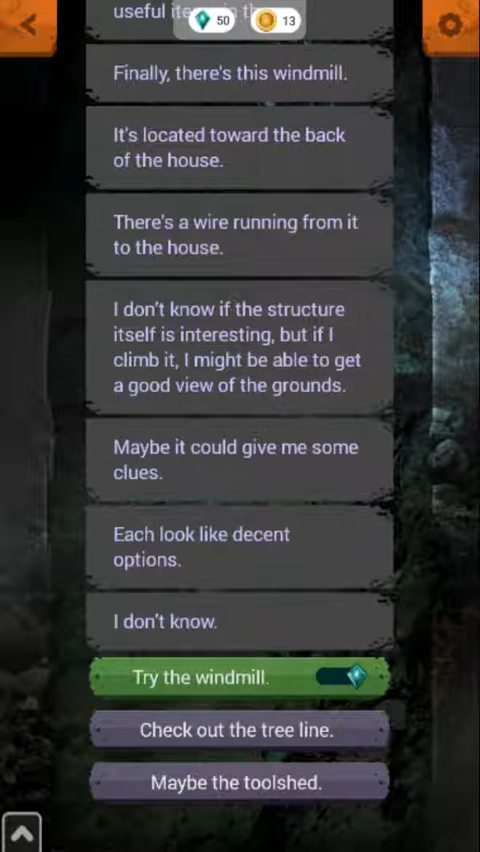 useful
50
13
Finally, there's this windmill.
It's located toward the back
of the house.
There's a wire running from it
to the house.
I don't know if the structure
itself is interesting, but if I
climb it, I might be able to get
a good view of the grounds.
Maybe it could give me some
clues.
Each look like decent
options.
I don't know.
Try the windmill.
Check out the tree line.
Maybe the toolshed.